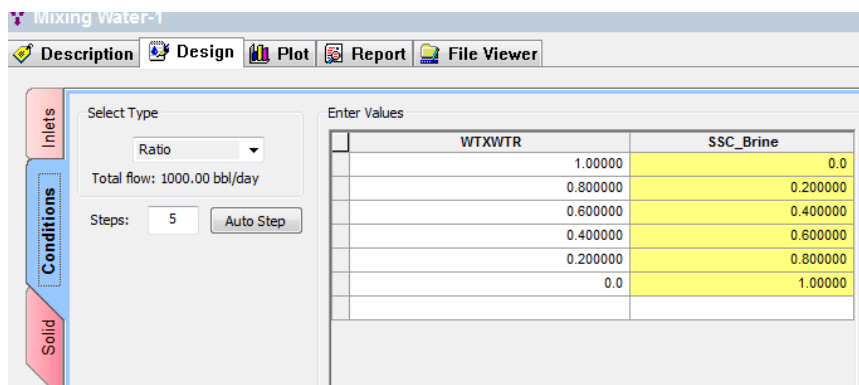 Mixing Water-1
Description Design Plot Report File Viewer
Inlets
Conditions
Solid
Select Type
Ratio
Total flow: 1000.00 bbl/day
Steps: 5 Auto Step
Enter Values
WTXWTR SSC_Brine
1.00000 0.0
0.800000 0.200000
0.600000 0.400000
0.400000 0.600000
0.200000 0.800000
0.0 1.00000